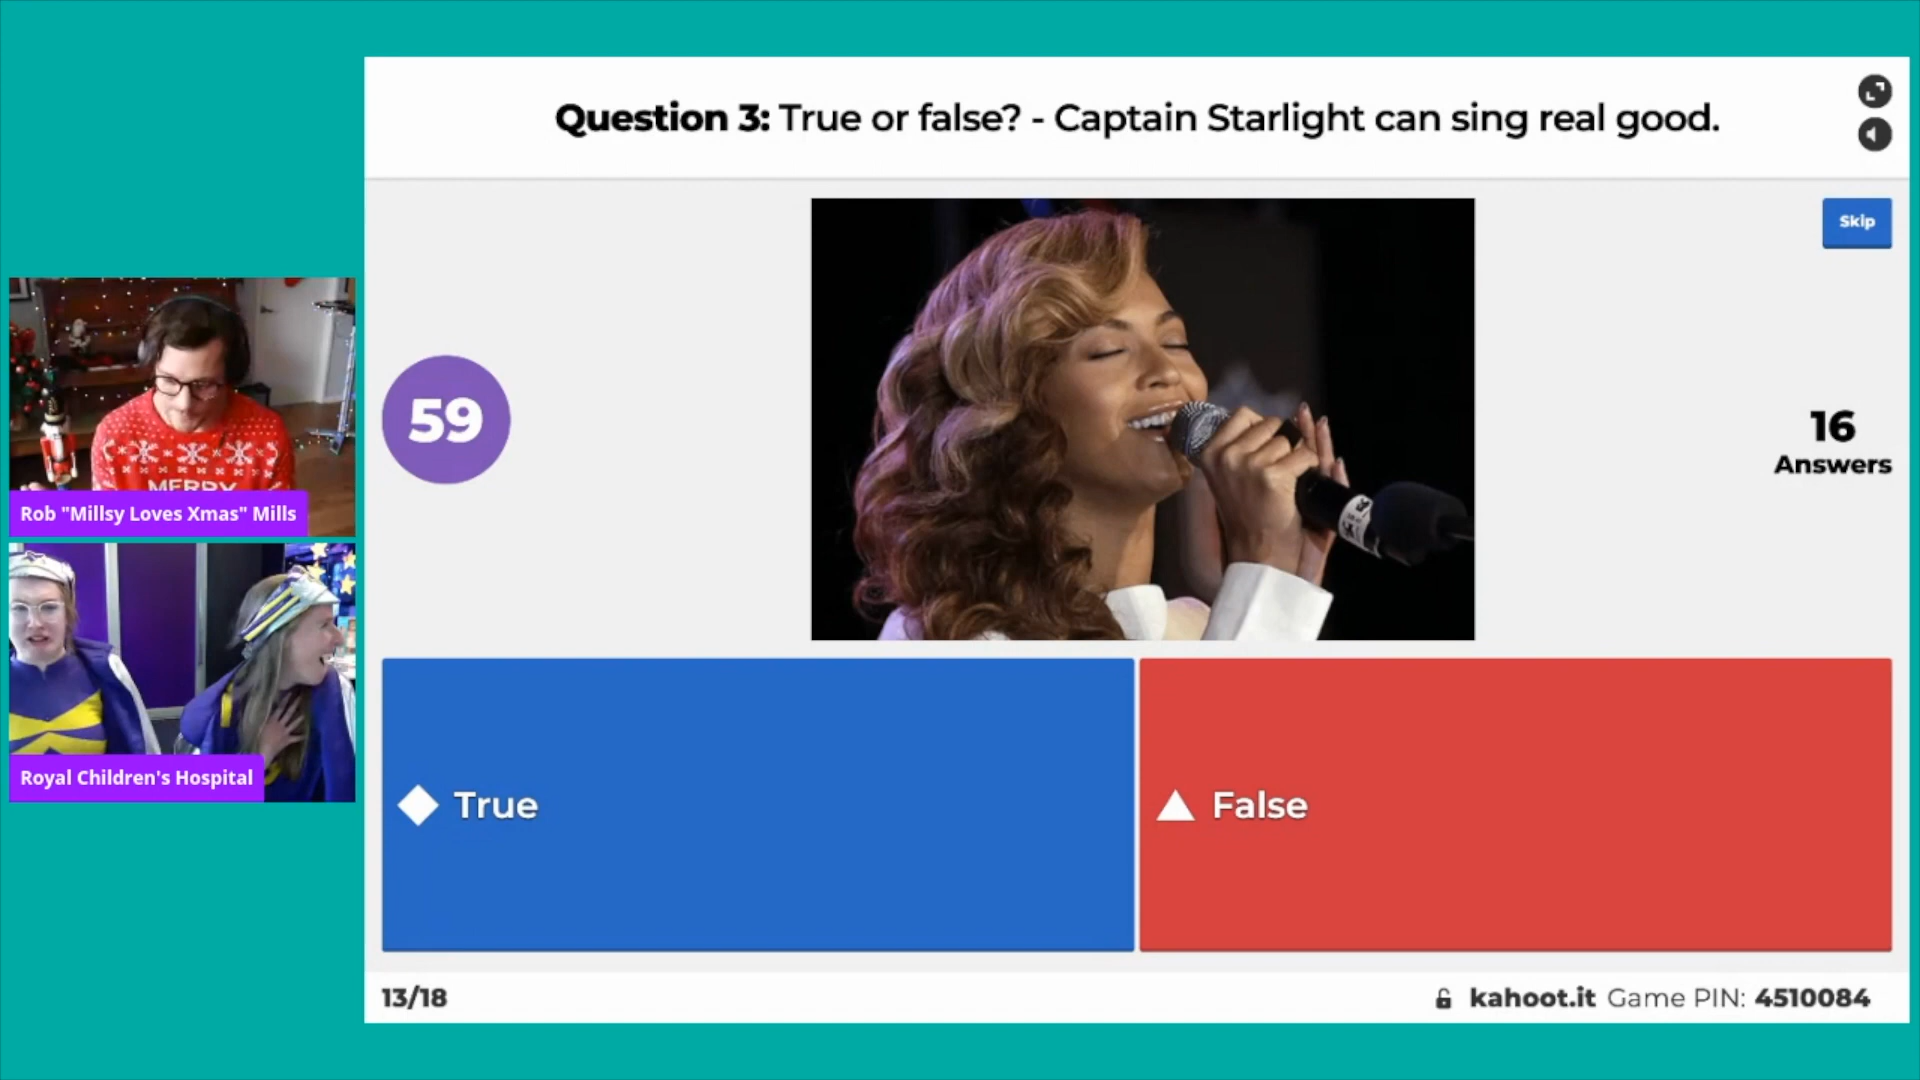 Question 3: True or false? - Captain Starlight can sing real good.
Skip
59
16
Answers
MERRY
Rob "Millsy Loves Xmas" Mills
Royal Children's Hospital
True
False
13/18
kahoot.it Game PIN: 4510084